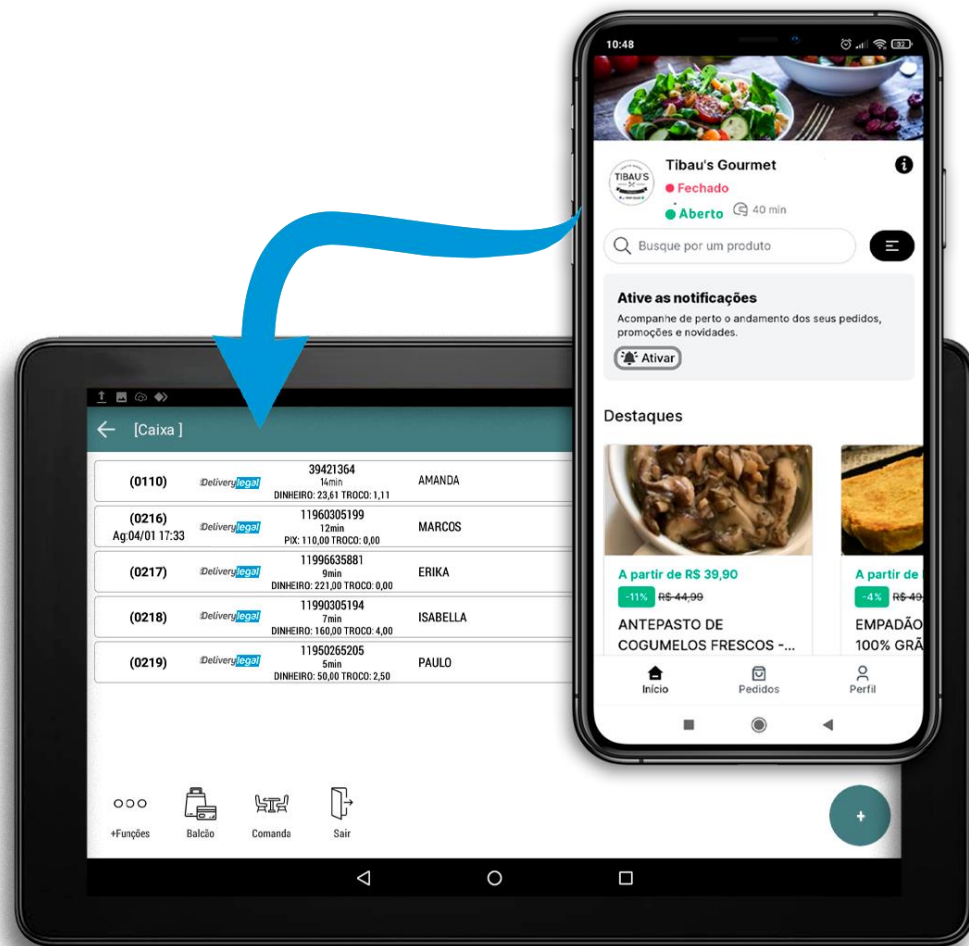 10:48
32
TIBAU'S
Tibau's Gourmet
Fechado
Aberto
40 min
Busque por um produto
Ative as notificações
Acompanhe de perto o andamento dos seus pedidos,
promoções e novidades.
Ativar
Destaques
A partir de R$ 39,90
-11% R$ 44,99
ANTEPASTO DE
COGUMELOS FRESCOS -...
A partir de
-4% R$ 49,
EMPADÃO
100% GRÃ
Início
Pedidos
Perfil
[Caixa ]
39421364
(0110) Deliverylegal 14min AMANDA
DINHEIRO: 23,61 TROCO: 1,11
(0216) 11960305199
Deliverylegal 12min MARCOS
Ag:04/01 17:33 PIX: 110,00 TROCO: 0,00
11996635881
(0217) Deliverylegal 9min ERIKA
DINHEIRO: 221,00 TROCO: 0,00
11990305194
(0218) Deliverylegal 7min ISABELLA
DINHEIRO: 160,00 TROCO: 4,00
11950265205
(0219) Deliverylegal 5min PAULO
DINHEIRO: 50,00 TROCO: 2,50
+Funções
Balcão
Comanda
Sair
+